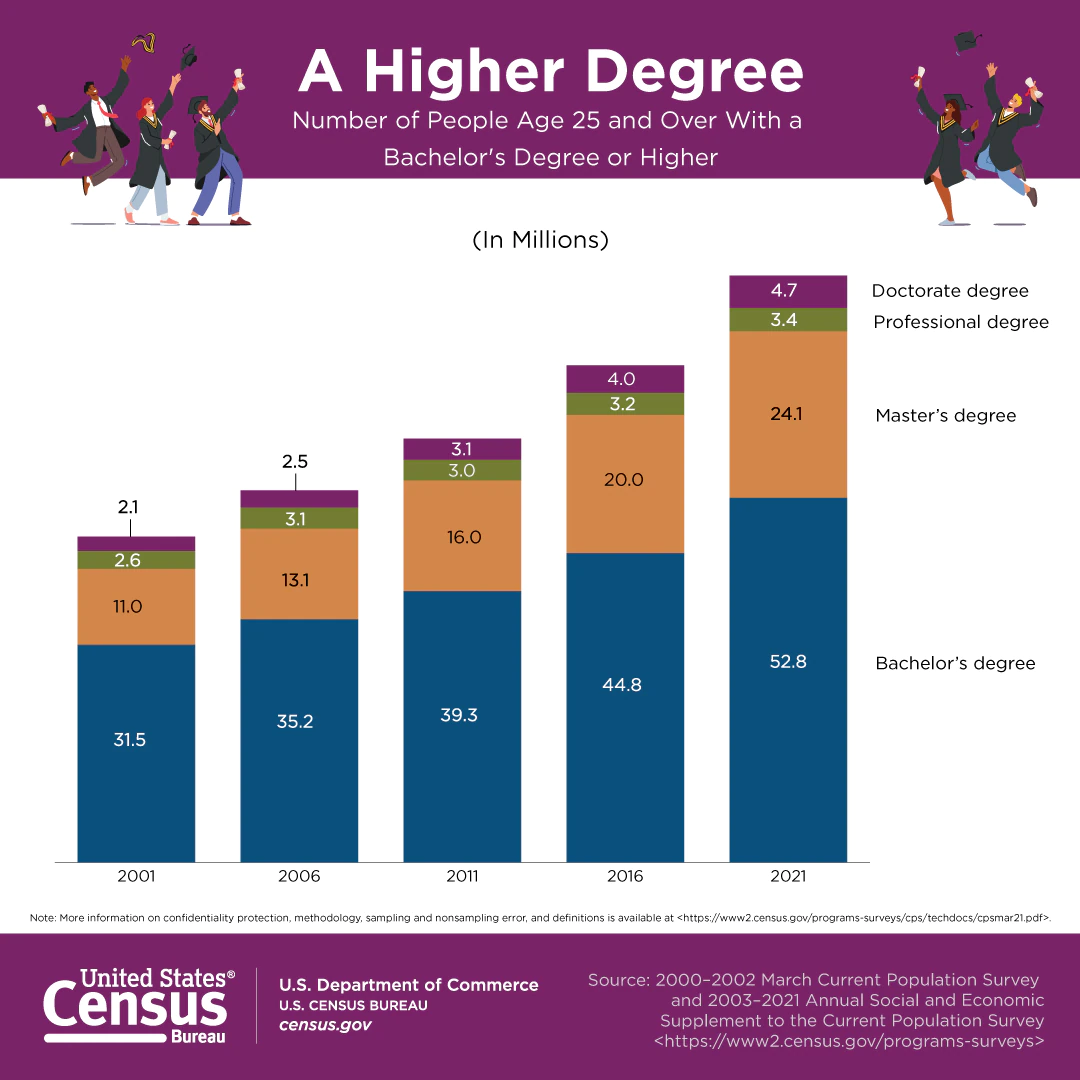 A Higher Degree
Number of People Age 25 and Over With a
Bachelor's Degree or Higher
(In Millions)
4.7 Doctorate degree
3.4 Professional degree
4.0
3.2
24.1 Master's degree
3.1
3.0
2.5
20.0
2.1
3.1
16.0
2.6
13.1
11.0
52.8 Bachelor's degree
44.8
39.3
35.2
31.5
2001 2006 2011 2016 2021
Note: More information on confidentiality protection, methodology, sampling and nonsampling error, and definitions is available at <https://www2.census.gov/programs-surveys/cps/techdocs/cpsmar21.pdf>.
United States®
Census
Bureau
U.S. Department of Commerce
U.S. CENSUS BUREAU
census.gov
Source: 2000–2002 March Current Population Survey
and 2003–2021 Annual Social and Economic
Supplement to the Current Population Survey
<https://www2.census.gov/programs-surveys>